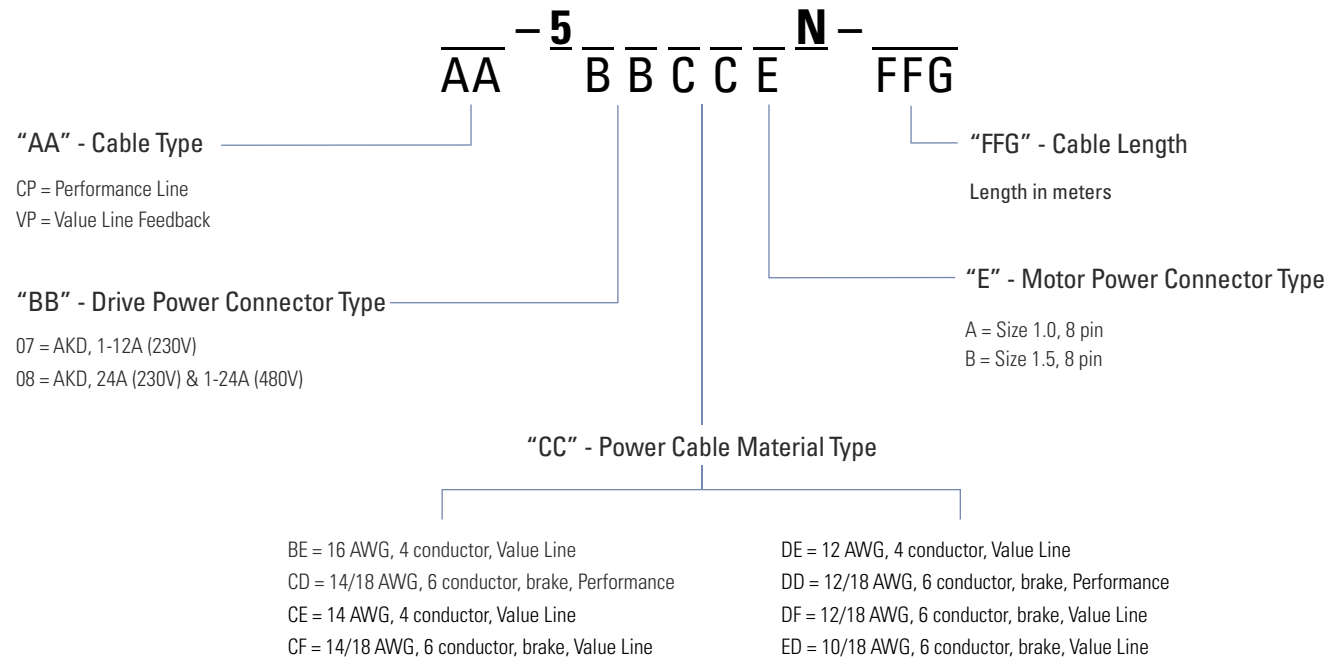 – 5 N –
AA B B C C E FFG
“AA” - Cable Type
CP = Performance Line
VP = Value Line Feedback
“FFG” - Cable Length
Length in meters
“BB” - Drive Power Connector Type
07 = AKD, 1-12A (230V)
08 = AKD, 24A (230V) & 1-24A (480V)
“E” - Motor Power Connector Type
A = Size 1.0, 8 pin
B = Size 1.5, 8 pin
“CC” - Power Cable Material Type
BE = 16 AWG, 4 conductor, Value Line
CD = 14/18 AWG, 6 conductor, brake, Performance
CE = 14 AWG, 4 conductor, Value Line
CF = 14/18 AWG, 6 conductor, brake, Value Line
DE = 12 AWG, 4 conductor, Value Line
DD = 12/18 AWG, 6 conductor, brake, Performance
DF = 12/18 AWG, 6 conductor, brake, Value Line
ED = 10/18 AWG, 6 conductor, brake, Value Line